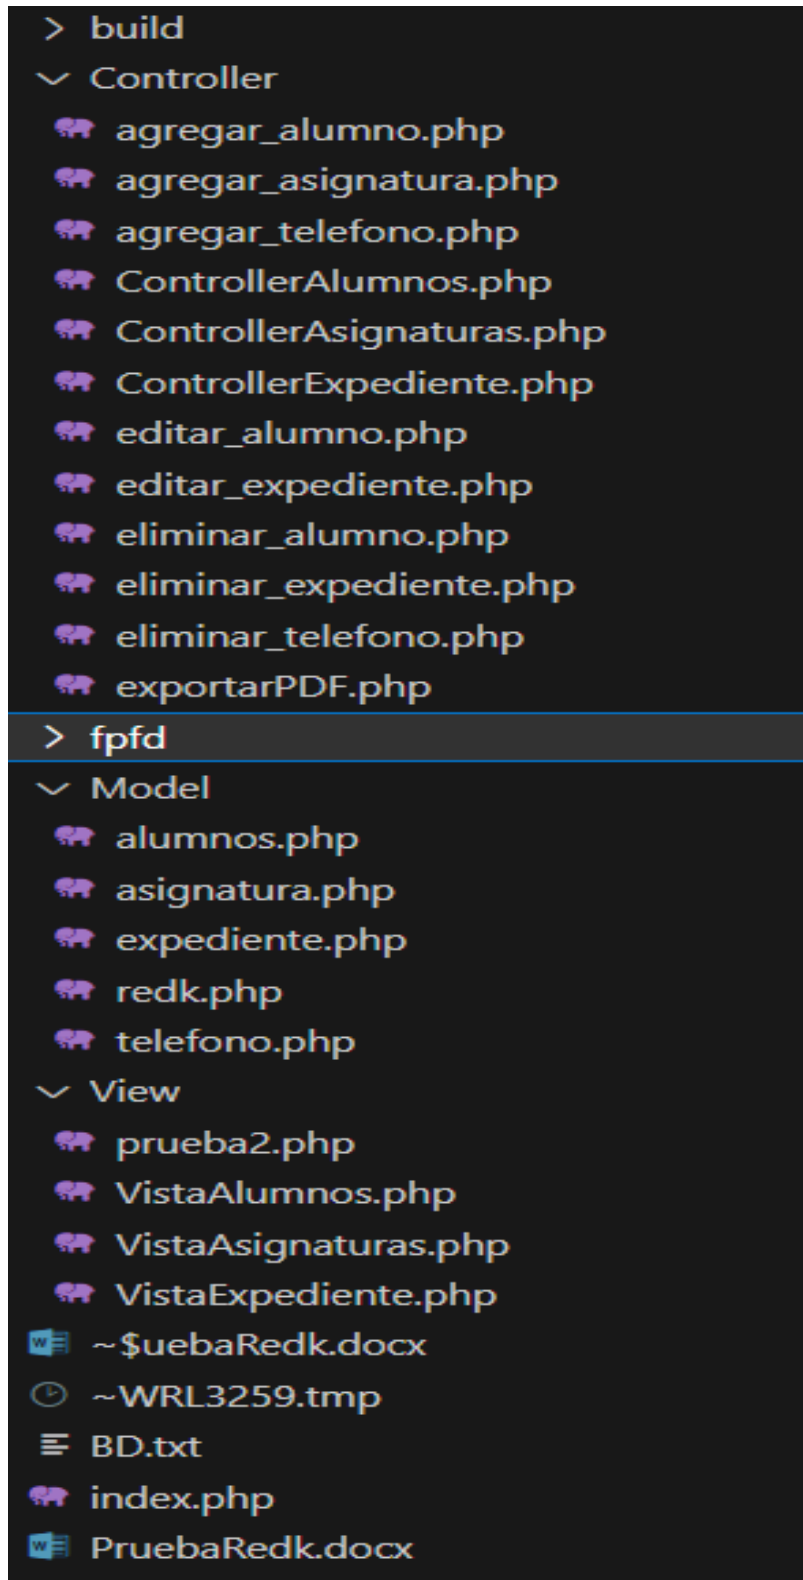 build
Controller
agregar_alumno.php
agregar_asignatura.php
agregar_telefono.php
ControllerAlumnos.php
ControllerAsignaturas.php
ControllerExpediente.php
editar_alumno.php
editar_expediente.php
eliminar_alumno.php
eliminar_expediente.php
eliminar_telefono.php
exportarPDF.php
fpfd
Model
alumnos.php
asignatura.php
expediente.php
redk.php
telefono.php
View
prueba2.php
VistaAlumnos.php
VistaAsignaturas.php
VistaExpediente.php
~$uebaRedk.docx
~WRL3259.tmp
BD.txt
index.php
PruebaRedk.docx